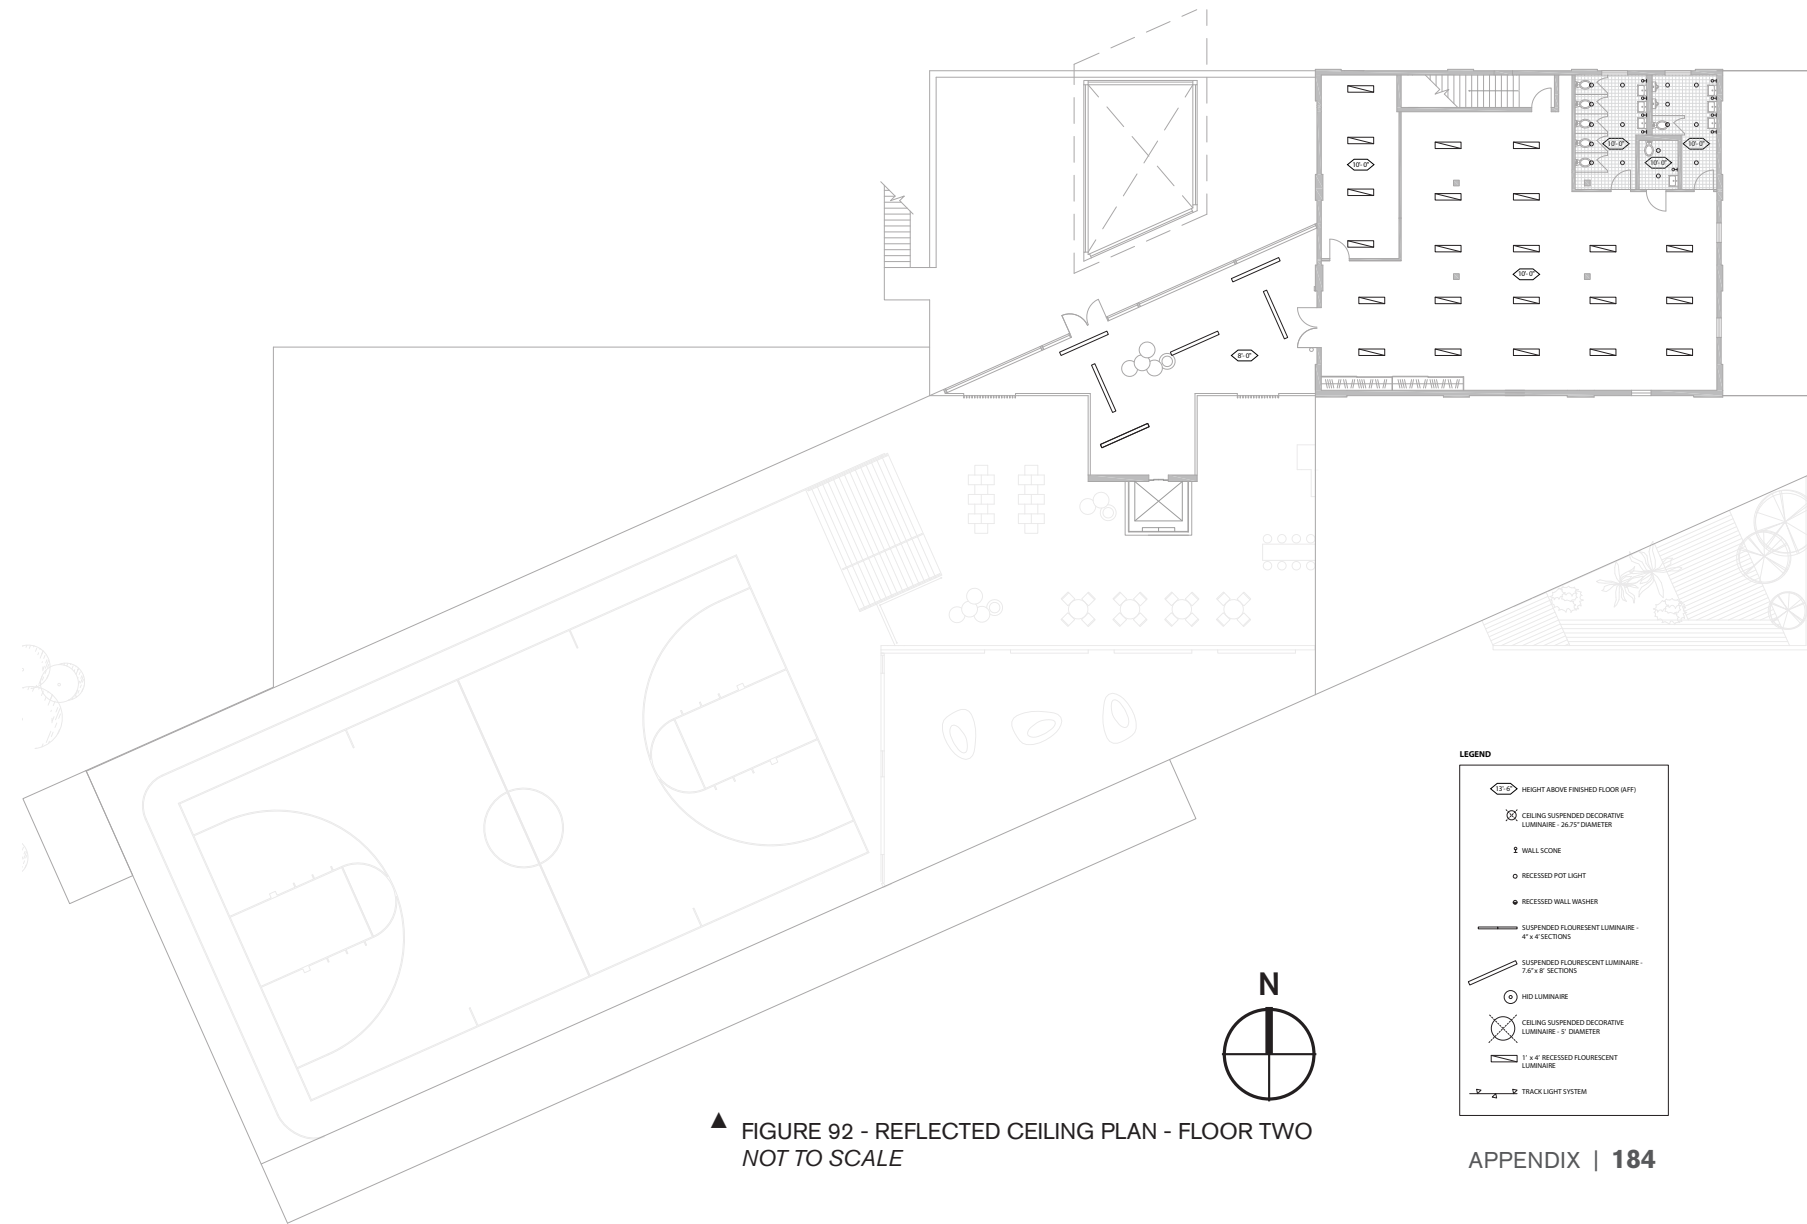 10'- 0"
10'- 0"
10'- 0"
10'- 0"
10'- 0"
8'- 0"
LEGEND
13'- 6" HEIGHT ABOVE FINISHED FLOOR (AFF)
CEILING SUSPENDED DECORATIVE
LUMINAIRE - 26.75" DIAMETER
WALL SCONE
RECESSED POT LIGHT
RECESSED WALL WASHER
SUSPENDED FLOURESENT LUMINAIRE -
4" x 4' SECTIONS
SUSPENDED FLOURESCENT LUMINAIRE -
7.6" x 8' SECTIONS
HID LUMINAIRE
CEILING SUSPENDED DECORATIVE
LUMINAIRE - 5' DIAMETER
1' x 4' RECESSED FLOURESCENT
LUMINAIRE
TRACK LIGHT SYSTEM
N
▲ FIGURE 92 - REFLECTED CEILING PLAN - FLOOR TWO
NOT TO SCALE
APPENDIX | 184